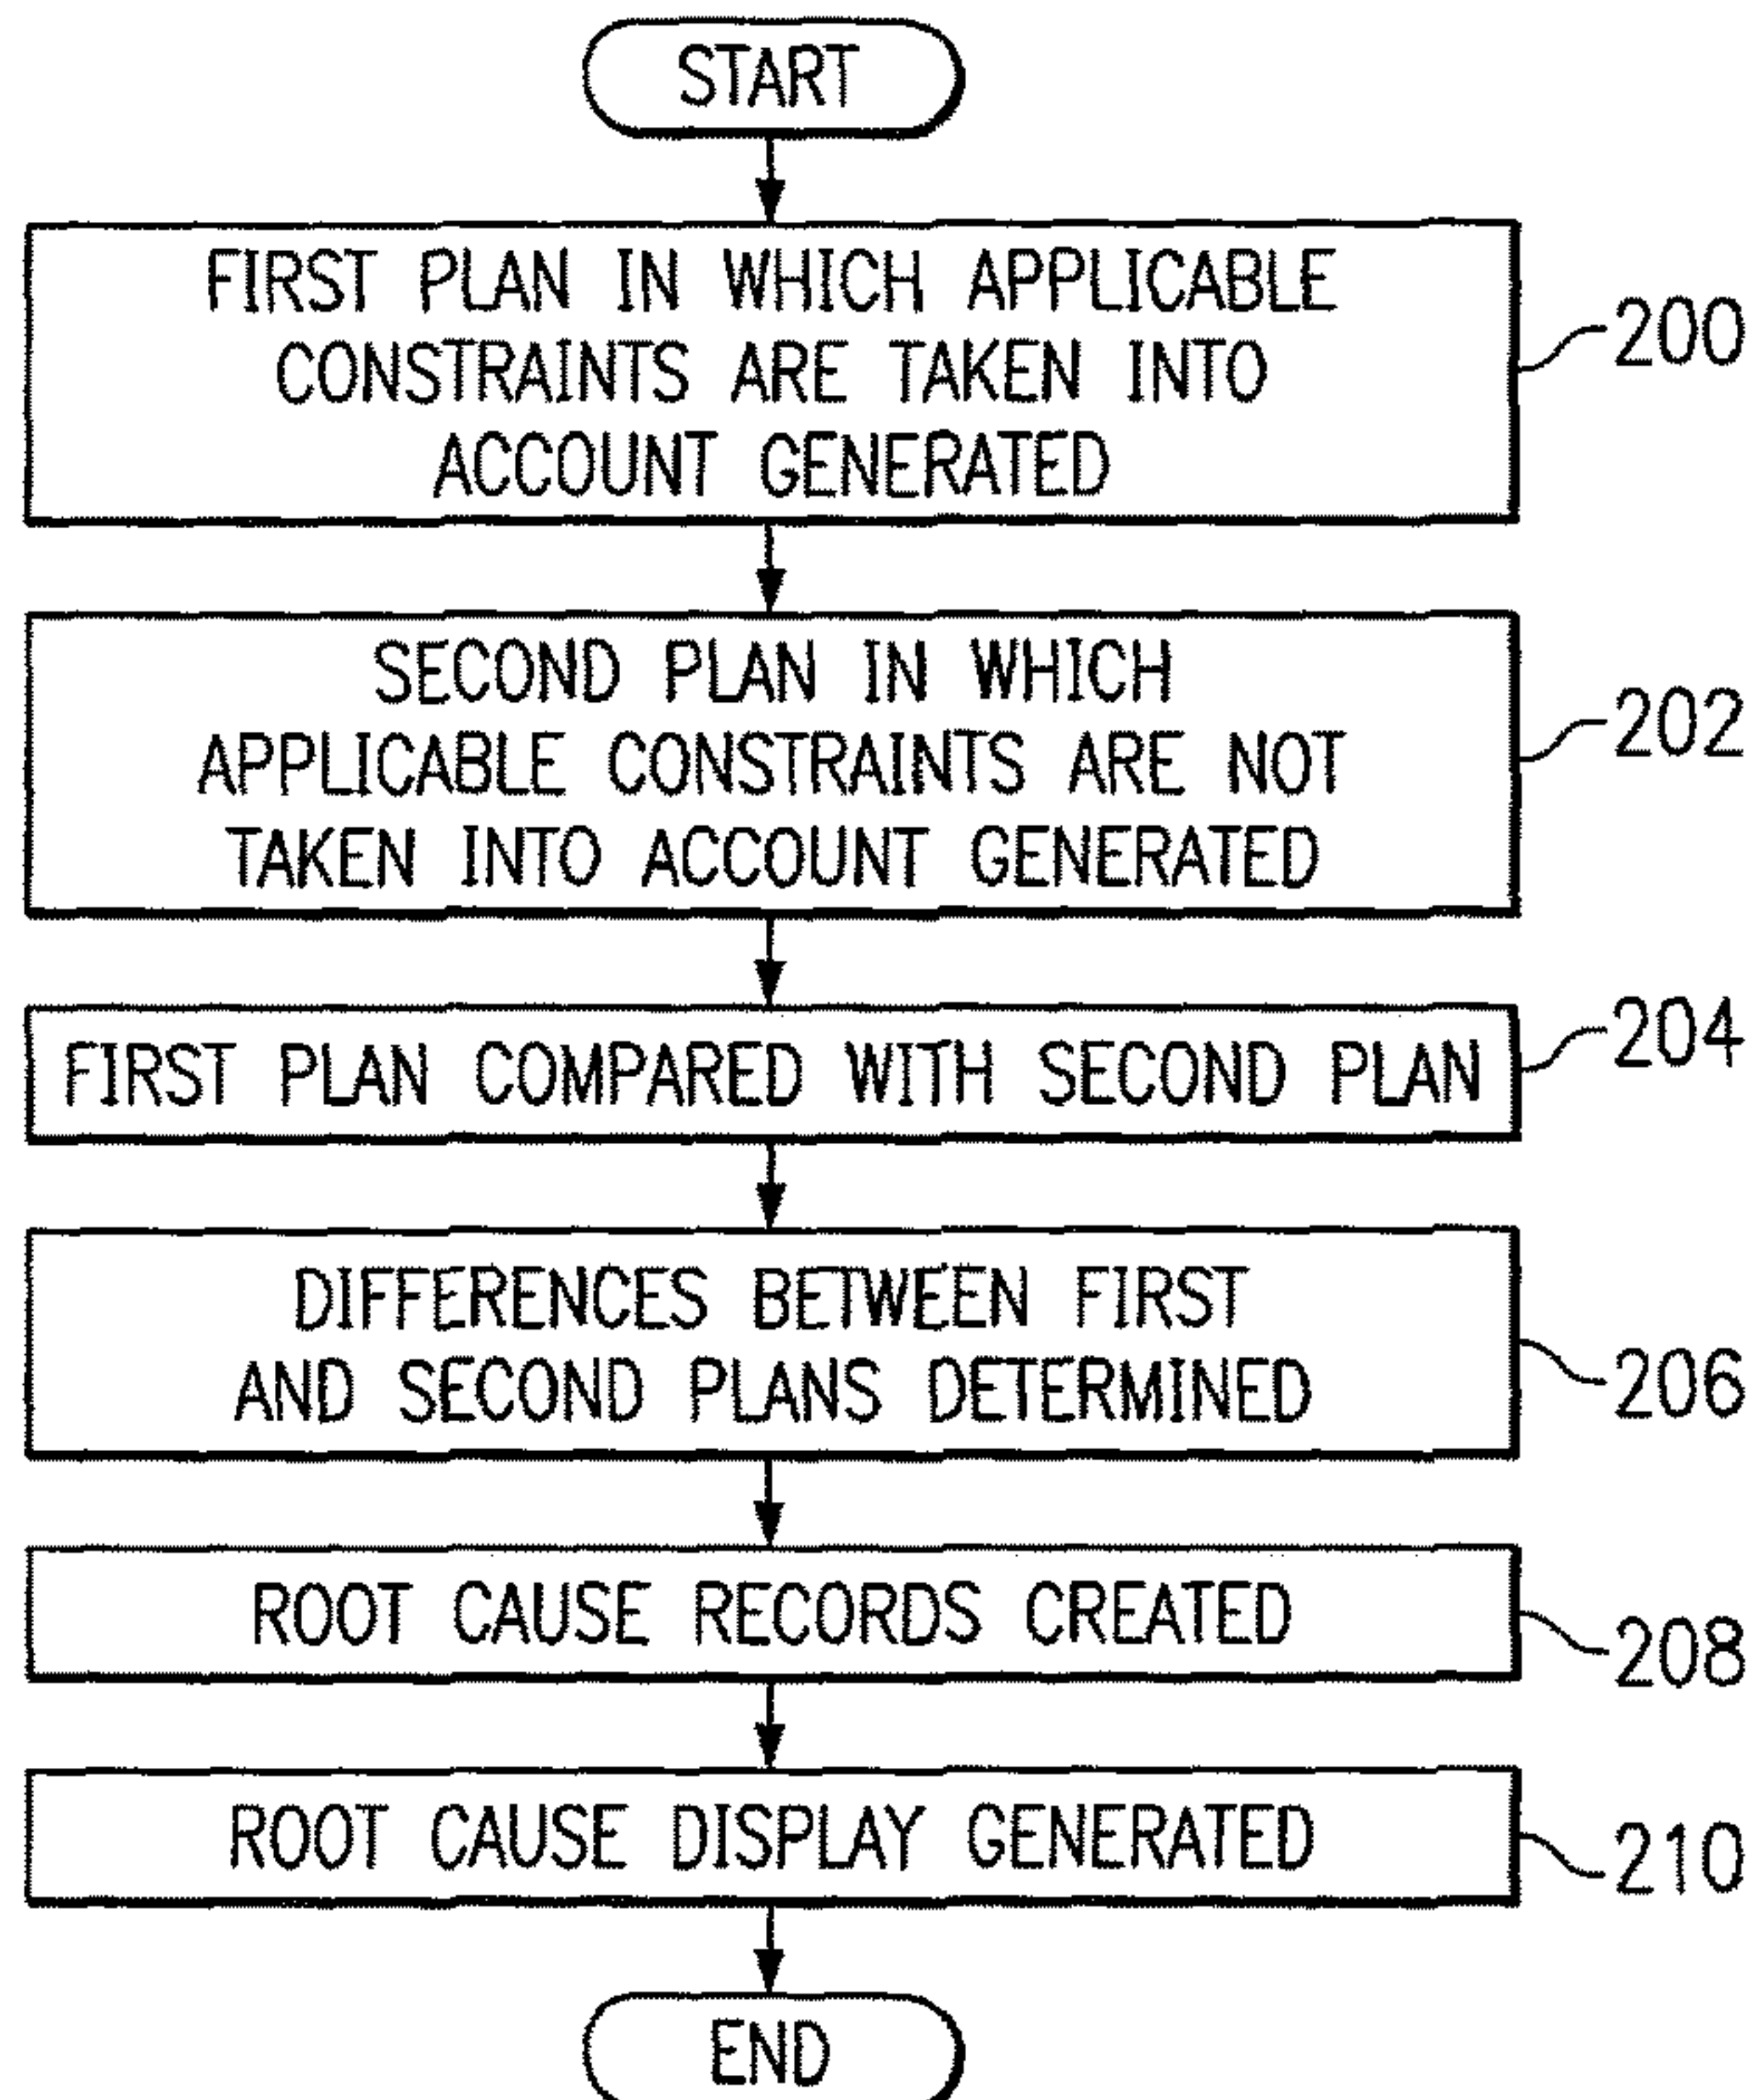 START
FIRST PLAN IN WHICH APPLICABLE
CONSTRAINTS ARE TAKEN INTO
ACCOUNT GENERATED
200
SECOND PLAN IN WHICH
APPLICABLE CONSTRAINTS ARE NOT
TAKEN INTO ACCOUNT GENERATED
202
FIRST PLAN COMPARED WITH SECOND PLAN
204
DIFFERENCES BETWEEN FIRST
AND SECOND PLANS DETERMINED
206
ROOT CAUSE RECORDS CREATED
208
ROOT CAUSE DISPLAY GENERATED
210
END